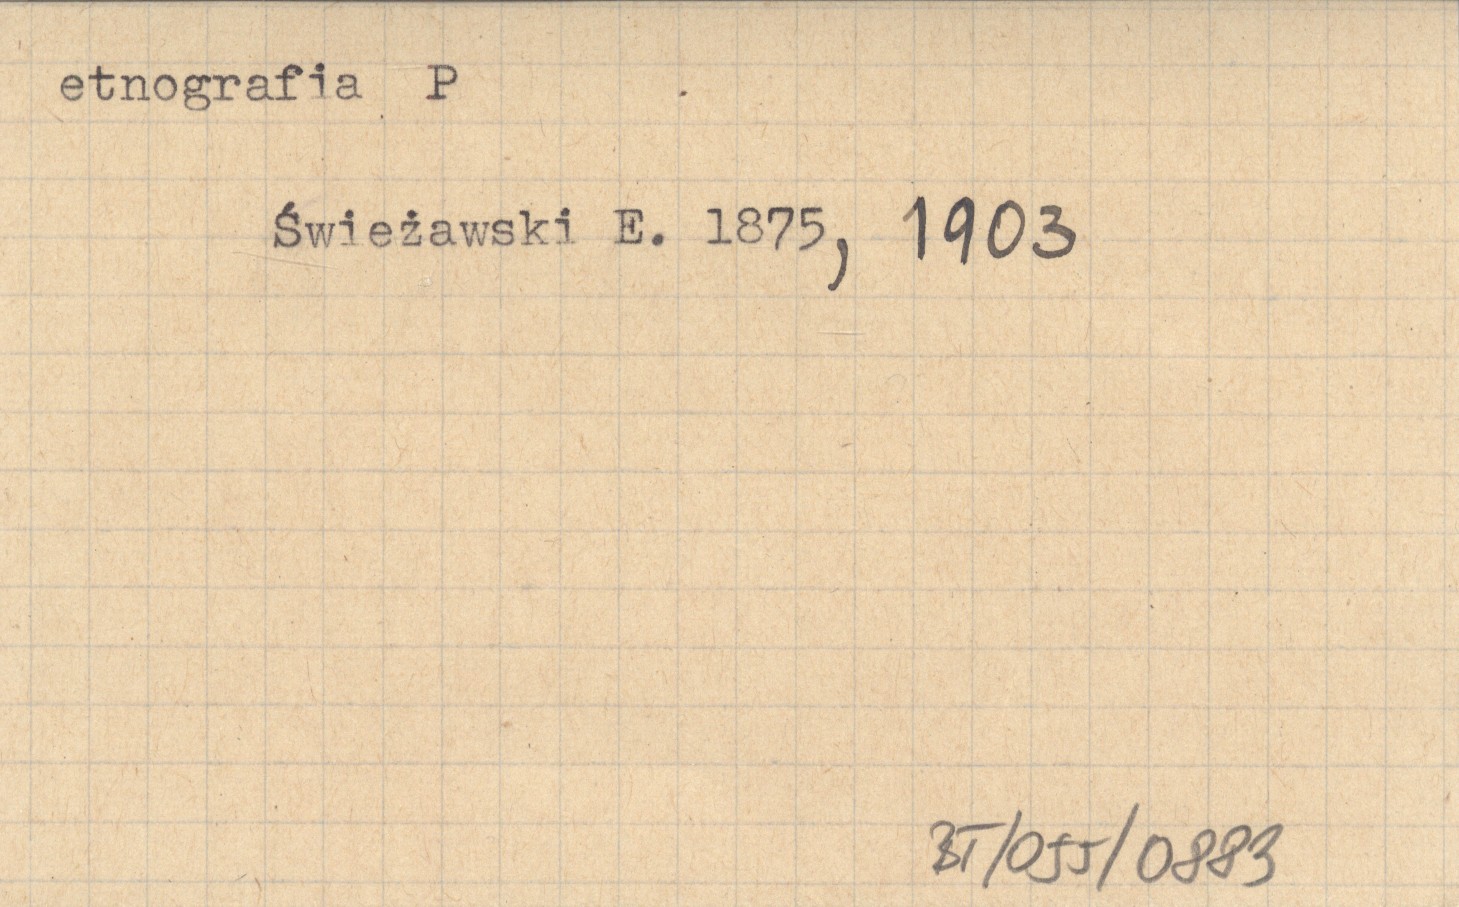 etnografia P
Świeżawski E. 1875, 1903
BT/055/0883